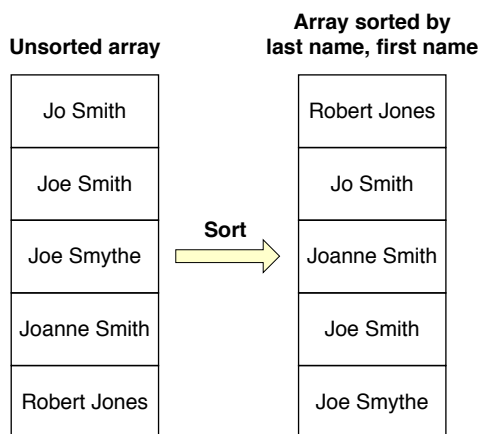 Unsorted array
Jo Smith
Joe Smith
Joe Smythe
Joanne Smith
Robert Jones
Sort
Array sorted by
last name, first name
Robert Jones
Jo Smith
Joanne Smith
Joe Smith
Joe Smythe